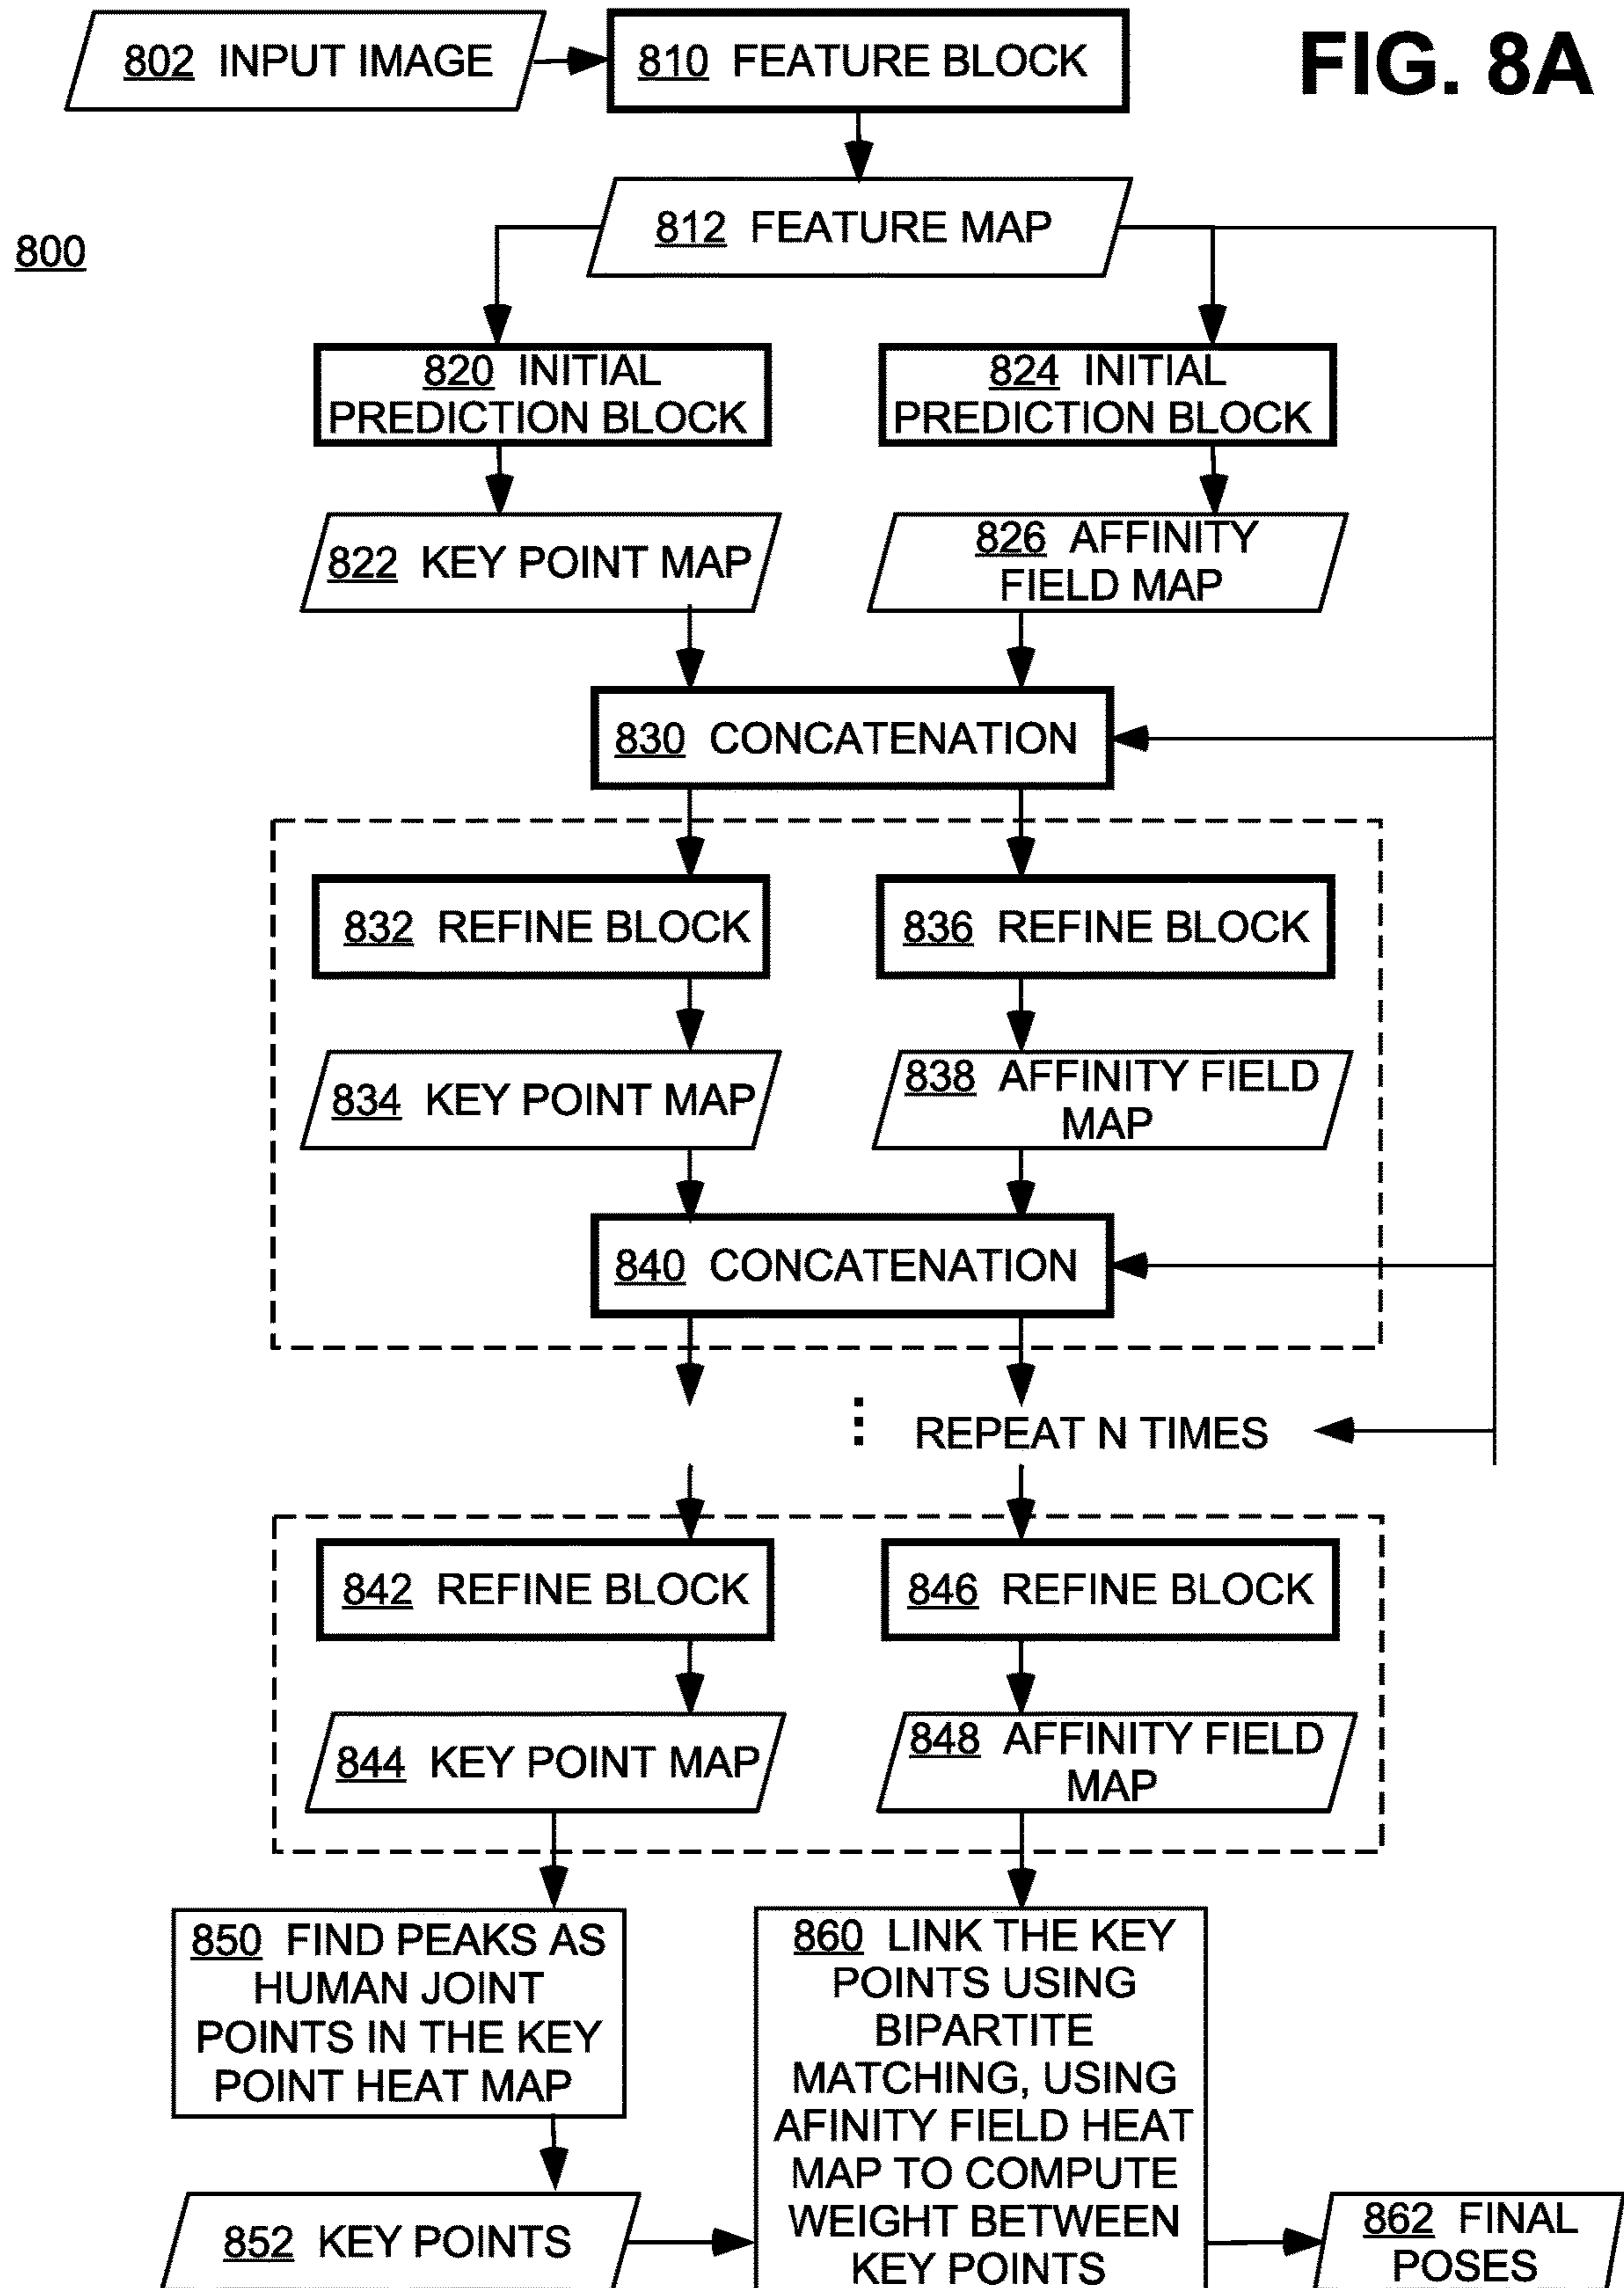 802 INPUT IMAGE
810 FEATURE BLOCK
FIG. 8A
812 FEATURE MAP
800
820 INITIAL
PREDICTION BLOCK
824 INITIAL
PREDICTION BLOCK
822 KEY POINT MAP
826 AFFINITY
FIELD MAP
830 CONCATENATION
832 REFINE BLOCK
836 REFINE BLOCK
834 KEY POINT MAP
838 AFFINITY FIELD
MAP
840 CONCATENATION
REPEAT N TIMES
842 REFINE BLOCK
846 REFINE BLOCK
844 KEY POINT MAP
848 AFFINITY FIELD
MAP
850 FIND PEAKS AS
HUMAN JOINT
POINTS IN THE KEY
POINT HEAT MAP
860 LINK THE KEY
POINTS USING
BIPARTITE
MATCHING, USING
AFINITY FIELD HEAT
MAP TO COMPUTE
WEIGHT BETWEEN
KEY POINTS
852 KEY POINTS
862 FINAL
POSES